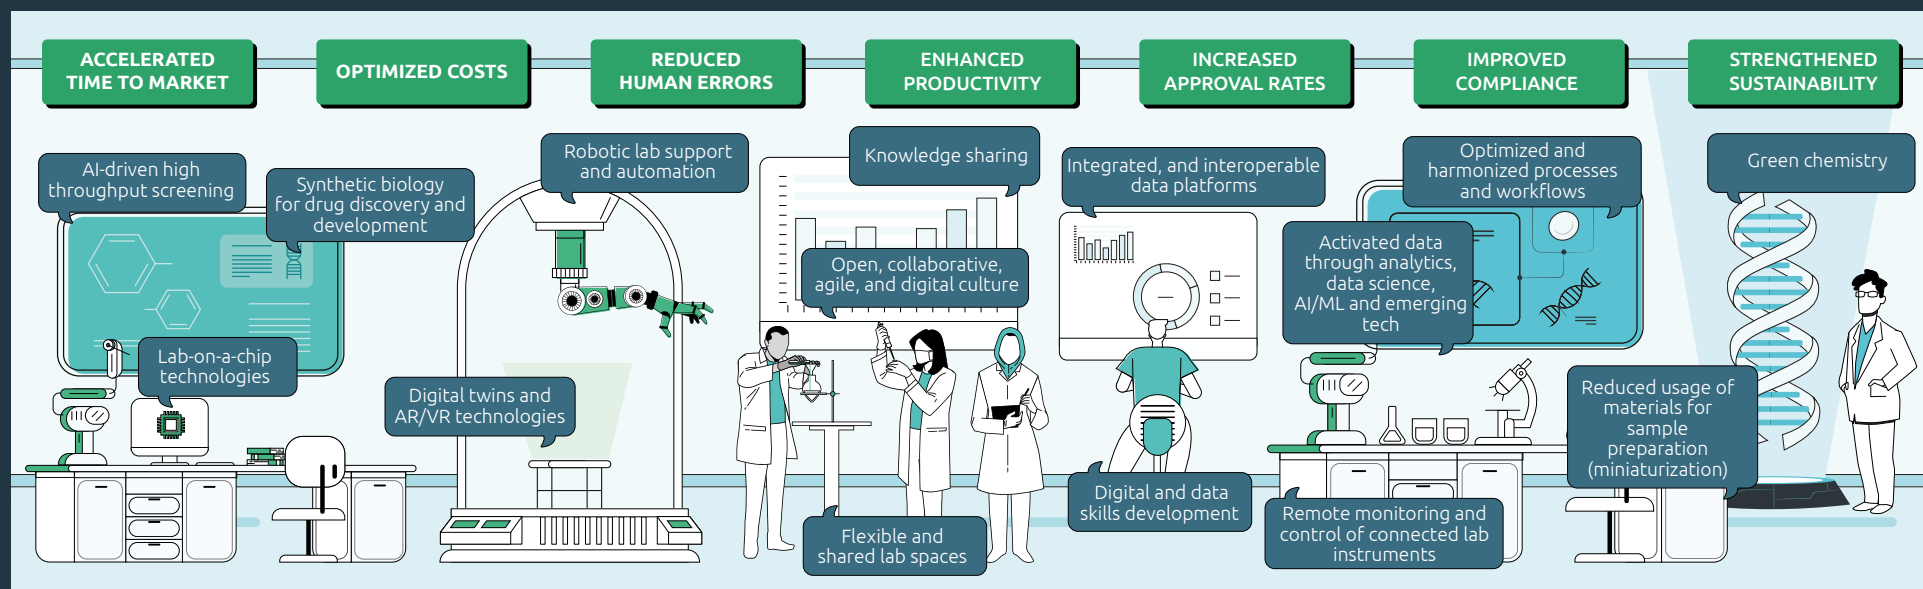 ACCELERATED
TIME TO MARKET
OPTIMIZED COSTS
REDUCED
HUMAN ERRORS
ENHANCED
PRODUCTIVITY
INCREASED
APPROVAL RATES
IMPROVED
COMPLIANCE
STRENGTHENED
SUSTAINABILITY
AI-driven high
throughput screening
Synthetic biology
for drug discovery and
development
Lab-on-a-chip
technologies
Robotic lab support
and automation
Digital twins and
AR/VR technologies
Knowledge sharing
Open, collaborative,
agile, and digital culture
Flexible and
shared lab spaces
Integrated, and interoperable
data platforms
Digital and data
skills development
Optimized and
harmonized processes
and workflows
Activated data
through analytics,
data science,
AI/ML and emerging
tech
Remote monitoring and
control of connected lab
instruments
Green chemistry
Reduced usage of
materials for
sample
preparation
(miniaturization)